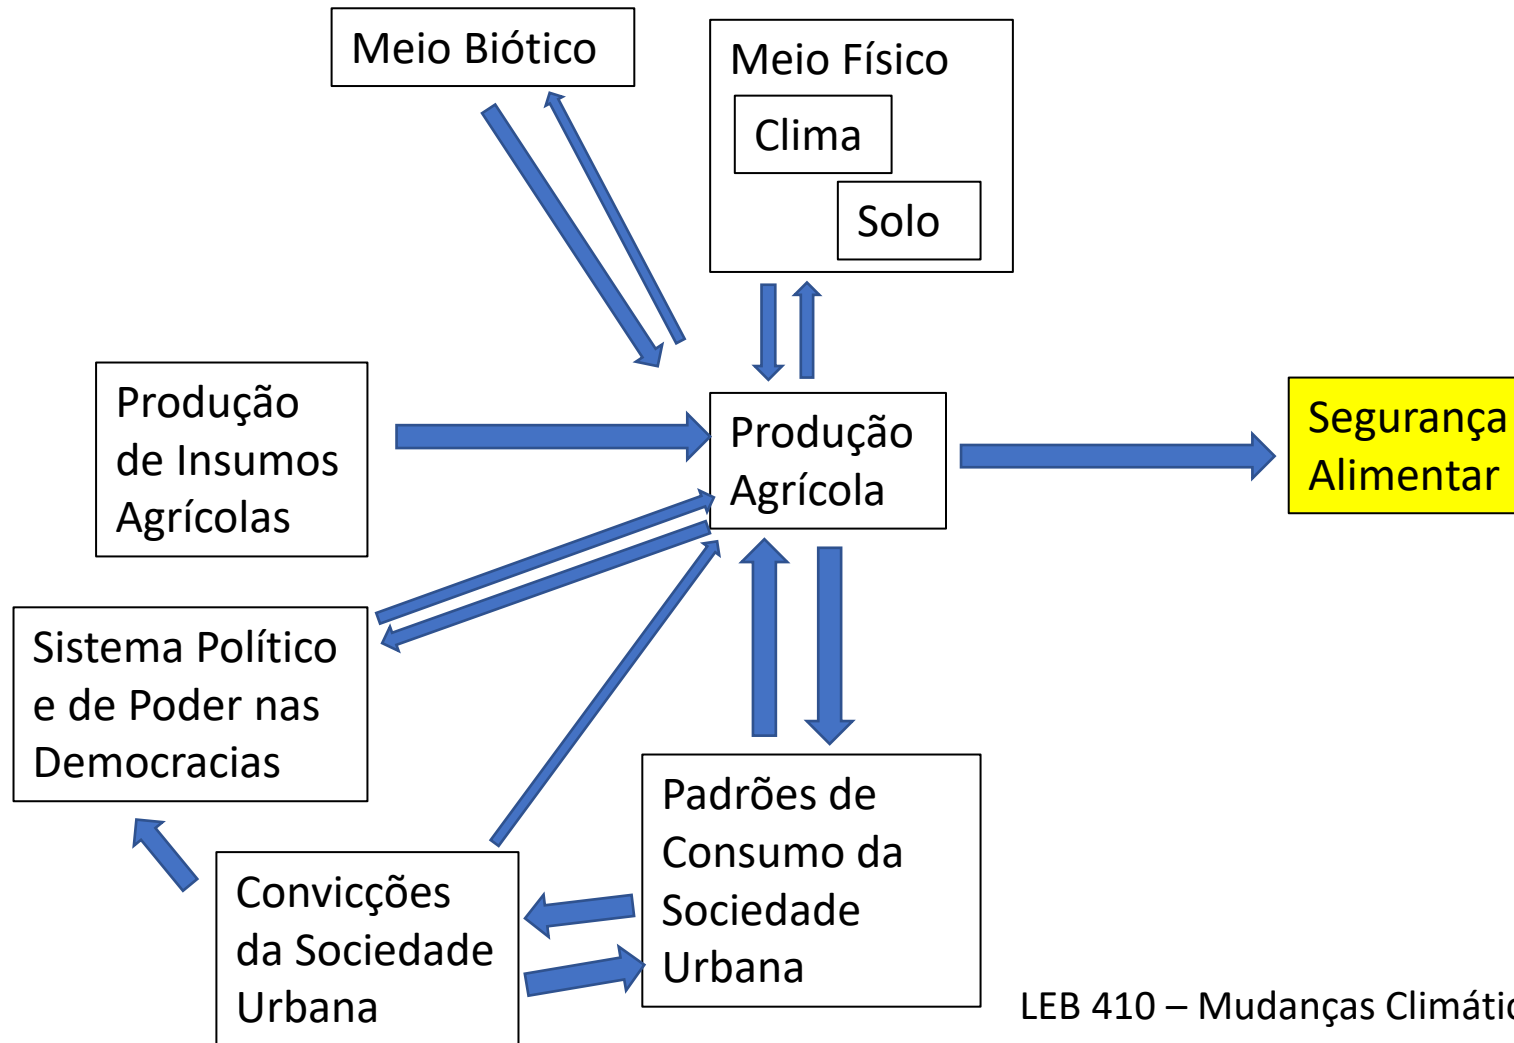 Meio Biótico
Meio Físico
Clima
Solo
Produção
de Insumos
Agrícolas
Produção
Agrícola
Segurança
Alimentar
Sistema Político
e de Poder nas
Democracias
Padrões de
Consumo da
Sociedade
Urbana
Convicções
da Sociedade
Urbana
LEB 410 – Mudanças